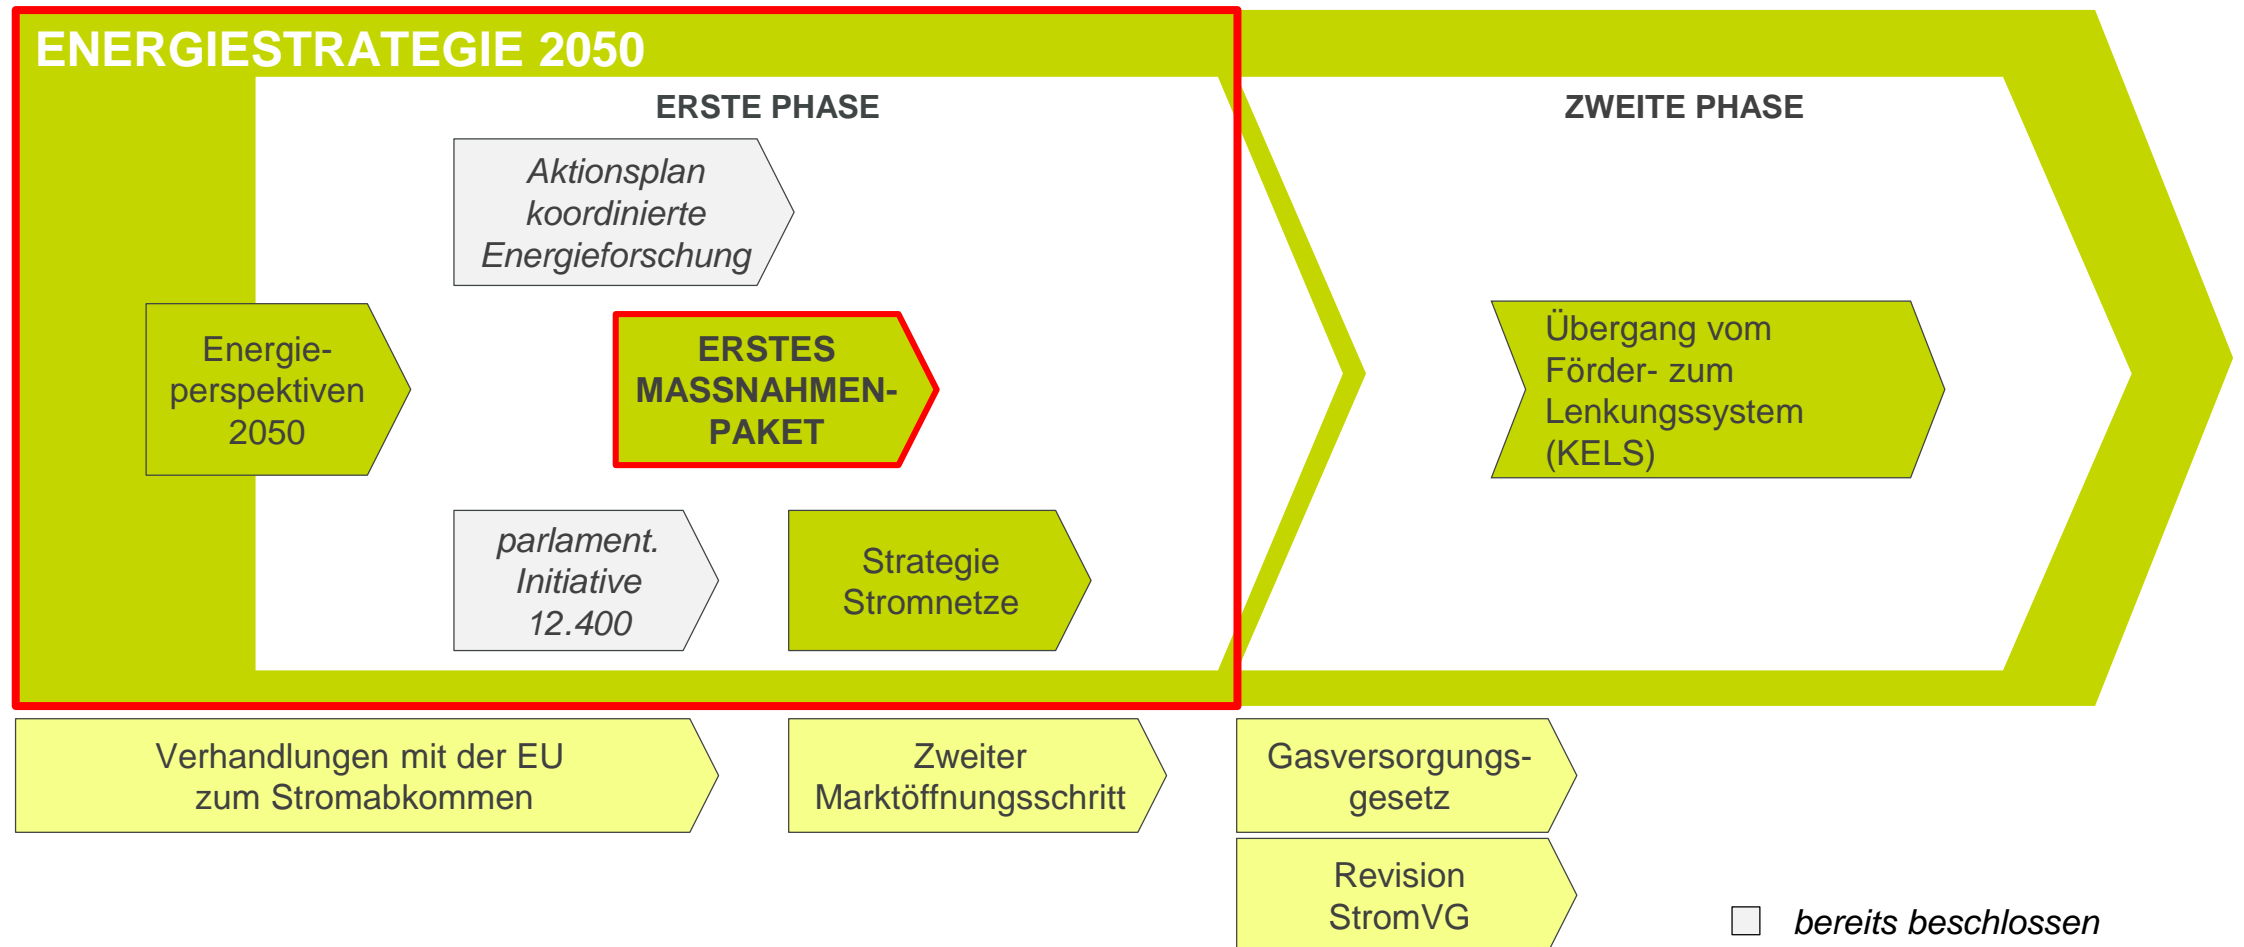 ENERGIESTRATEGIE 2050
ERSTE PHASE
ZWEITE PHASE
Aktionsplan
koordinierte
Energieforschung
Energie-
perspektiven
2050
ERSTES
MASSNAHMEN-
PAKET
Übergang vom
Förder- zum
Lenkungssystem
(KELS)
parlament.
Initiative
12.400
Strategie
Stromnetze
Verhandlungen mit der EU
zum Stromabkommen
Zweiter
Marktöffnungsschritt
Gasversorgungs-
gesetz
Revision
StromVG
bereits beschlossen